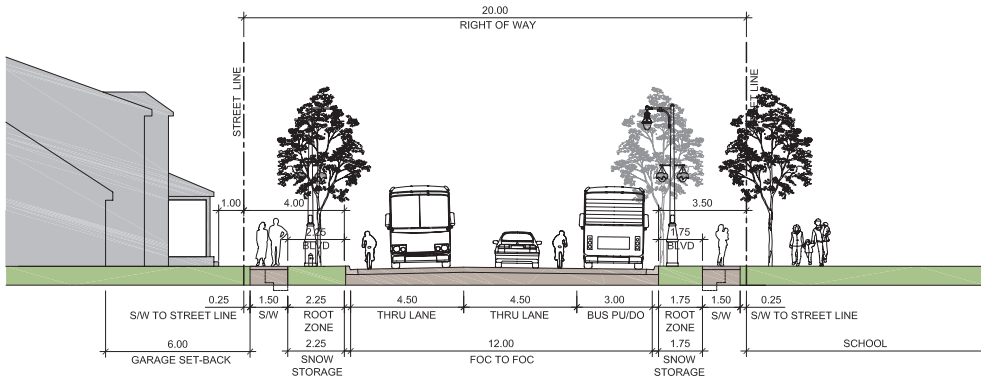 20.00
RIGHT OF WAY
STREET LINE
1.00
4.00
2.25
BLVD
3.50
1.75
BLVD
0.25
S/W TO STREET LINE
1.50
S/W
2.25
ROOT
ZONE
4.50
THRU LANE
4.50
THRU LANE
3.00
BUS PU/DO
1.75
ROOT
ZONE
1.50
S/W
0.25
S/W TO STREET LINE
6.00
GARAGE SET-BACK
2.25
SNOW
STORAGE
12.00
FOC TO FOC
1.75
SNOW
STORAGE
SCHOOL